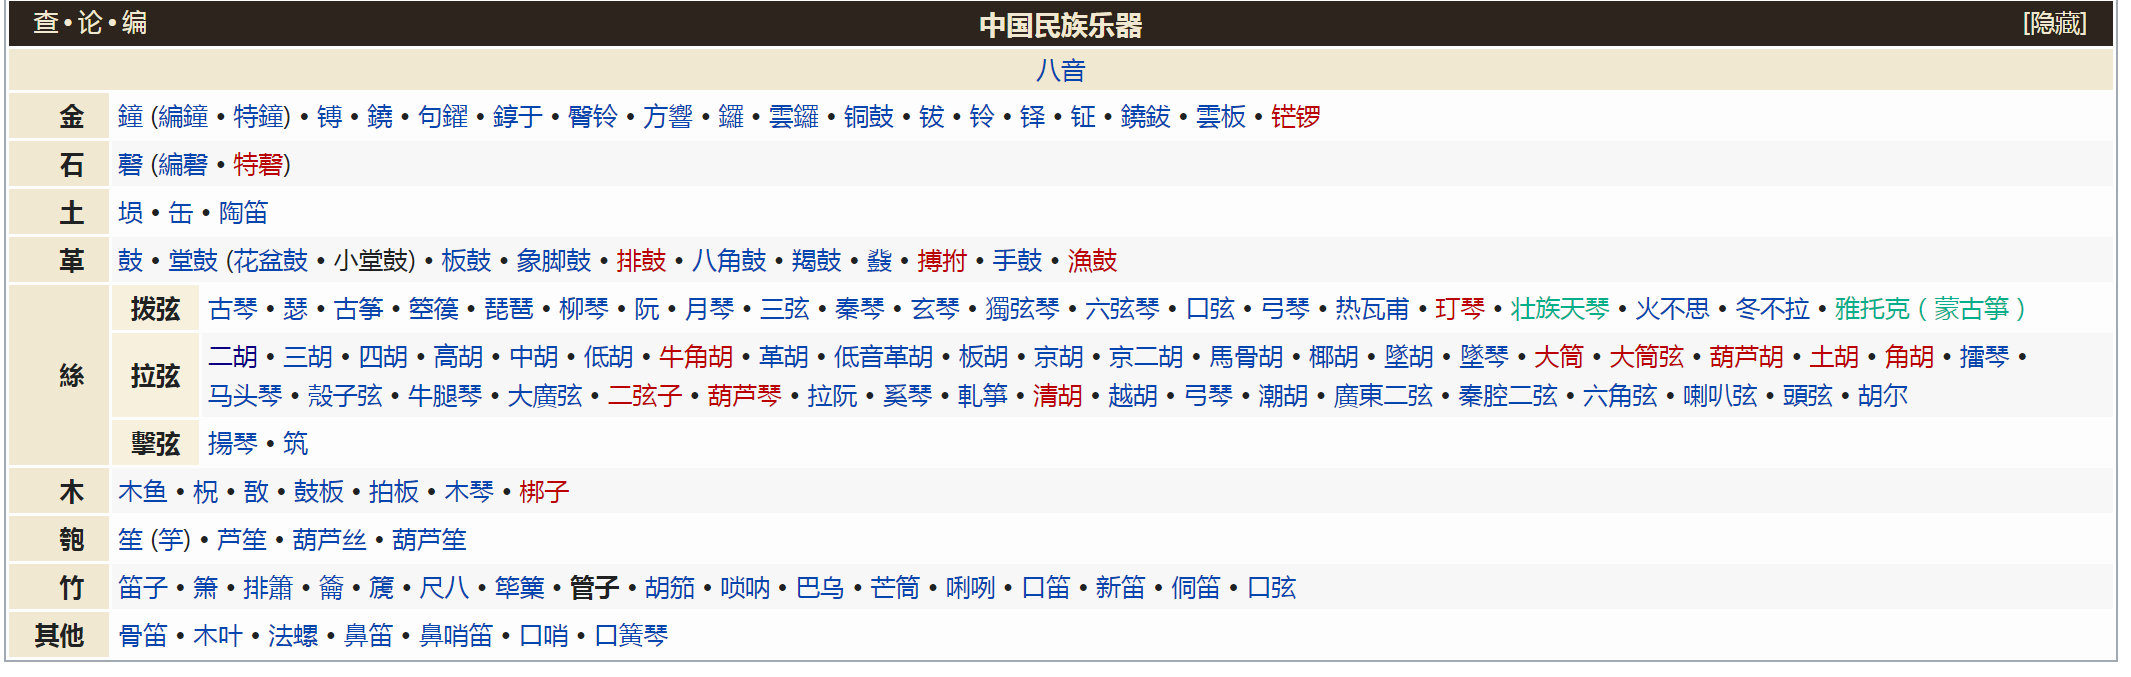 查•论•编 中国民族乐器 [隐藏]
八音
金 鐘 (編鐘 • 特鐘) • 镈 • 鐃 • 句鑃 • 錞于 • 臀铃 • 方響 • 鑼 • 雲鑼 • 铜鼓 • 钹 • 铃 • 铎 • 钲 • 鐃鈸 • 雲板 • 铓锣
石 磬 (編磬 • 特磬)
土 埙 • 缶 • 陶笛
革 鼓 • 堂鼓 (花盆鼓 • 小堂鼓) • 板鼓 • 象脚鼓 • 排鼓 • 八角鼓 • 羯鼓 • 鼗 • 搏拊 • 手鼓 • 漁鼓
絲
拨弦 古琴 • 瑟 • 古筝 • 箜篌 • 琵琶 • 柳琴 • 阮 • 月琴 • 三弦 • 秦琴 • 玄琴 • 獨弦琴 • 六弦琴 • 口弦 • 弓琴 • 热瓦甫 • 玎琴 • 壮族天琴 • 火不思 • 冬不拉 • 雅托克（蒙古箏）
拉弦 二胡 • 三胡 • 四胡 • 高胡 • 中胡 • 低胡 • 牛角胡 • 革胡 • 低音革胡 • 板胡 • 京胡 • 京二胡 • 馬骨胡 • 椰胡 • 墜胡 • 墜琴 • 大筒 • 大筒弦 • 葫芦胡 • 土胡 • 角胡 • 擂琴 •
马头琴 • 殼子弦 • 牛腿琴 • 大廣弦 • 二弦子 • 葫芦琴 • 拉阮 • 奚琴 • 軋箏 • 清胡 • 越胡 • 弓琴 • 潮胡 • 廣東二弦 • 秦腔二弦 • 六角弦 • 喇叭弦 • 頭弦 • 胡尔
擊弦 揚琴 • 筑
木 木鱼 • 柷 • 敔 • 鼓板 • 拍板 • 木琴 • 梆子
匏 笙 (竽) • 芦笙 • 葫芦丝 • 葫芦笙
竹 笛子 • 箫 • 排簫 • 籥 • 篪 • 尺八 • 筚篥 • 管子 • 胡笳 • 唢呐 • 巴乌 • 芒筒 • 唎咧 • 口笛 • 新笛 • 侗笛 • 口弦
其他 骨笛 • 木叶 • 法螺 • 鼻笛 • 鼻哨笛 • 口哨 • 口簧琴